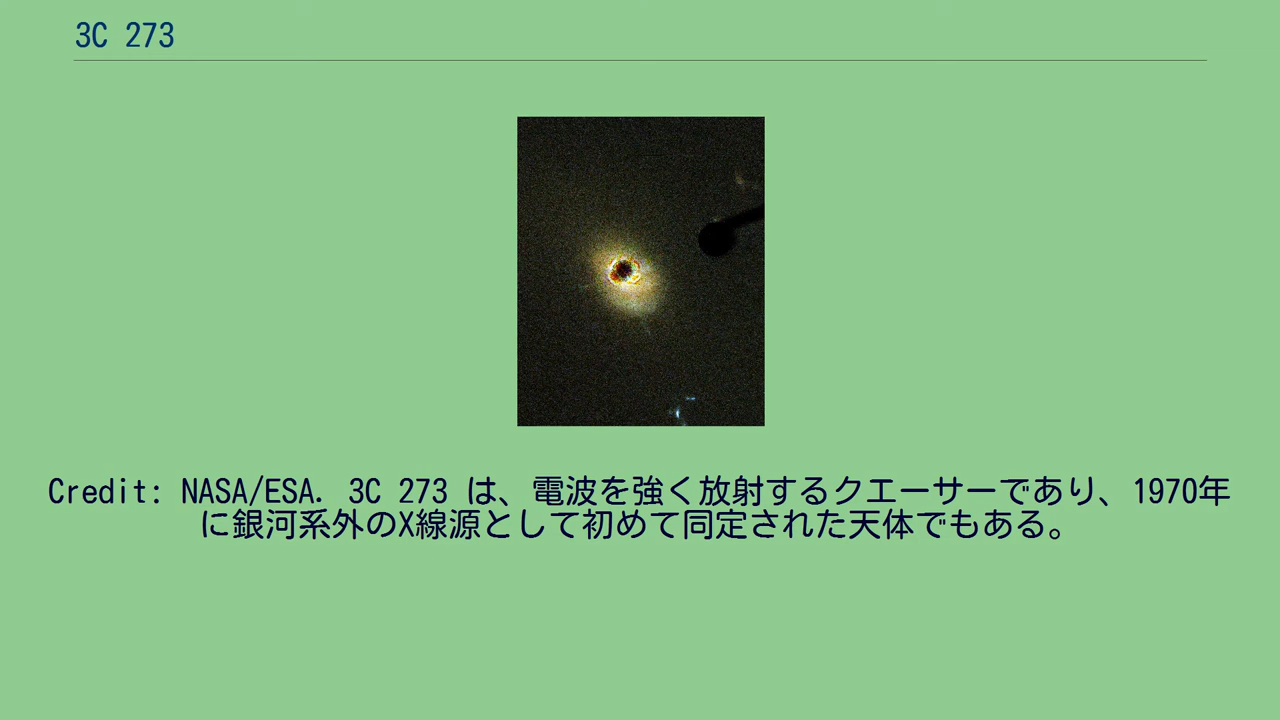 3C 273
Credit: NASA/ESA. 3C 273 は、電波を強く放射するクエーサーであり、1970年
に銀河系外のX線源として初めて同定された天体でもある。